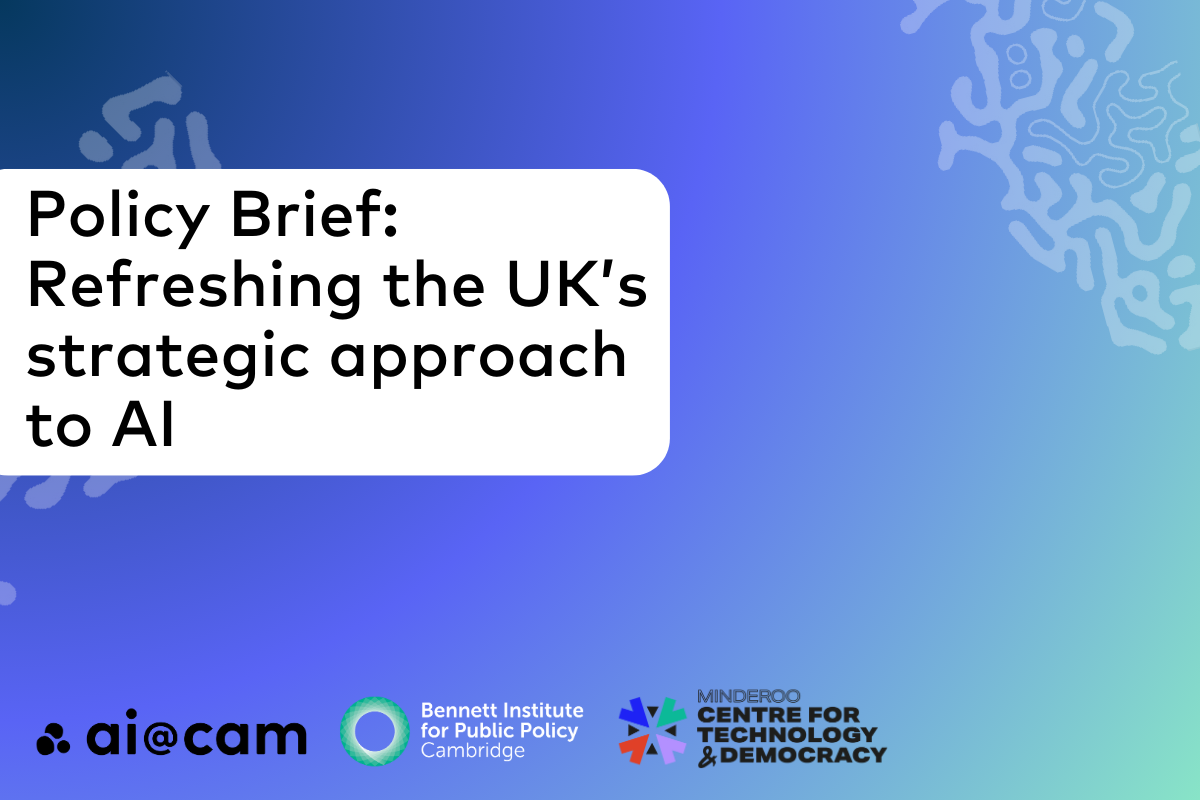 Policy Brief:
Refreshing the UK’s
strategic approach
to AI
ai@cam
Bennett Institute
for Public Policy
Cambridge
MINDEROO
CENTRE FOR
TECHNOLOGY
& DEMOCRACY